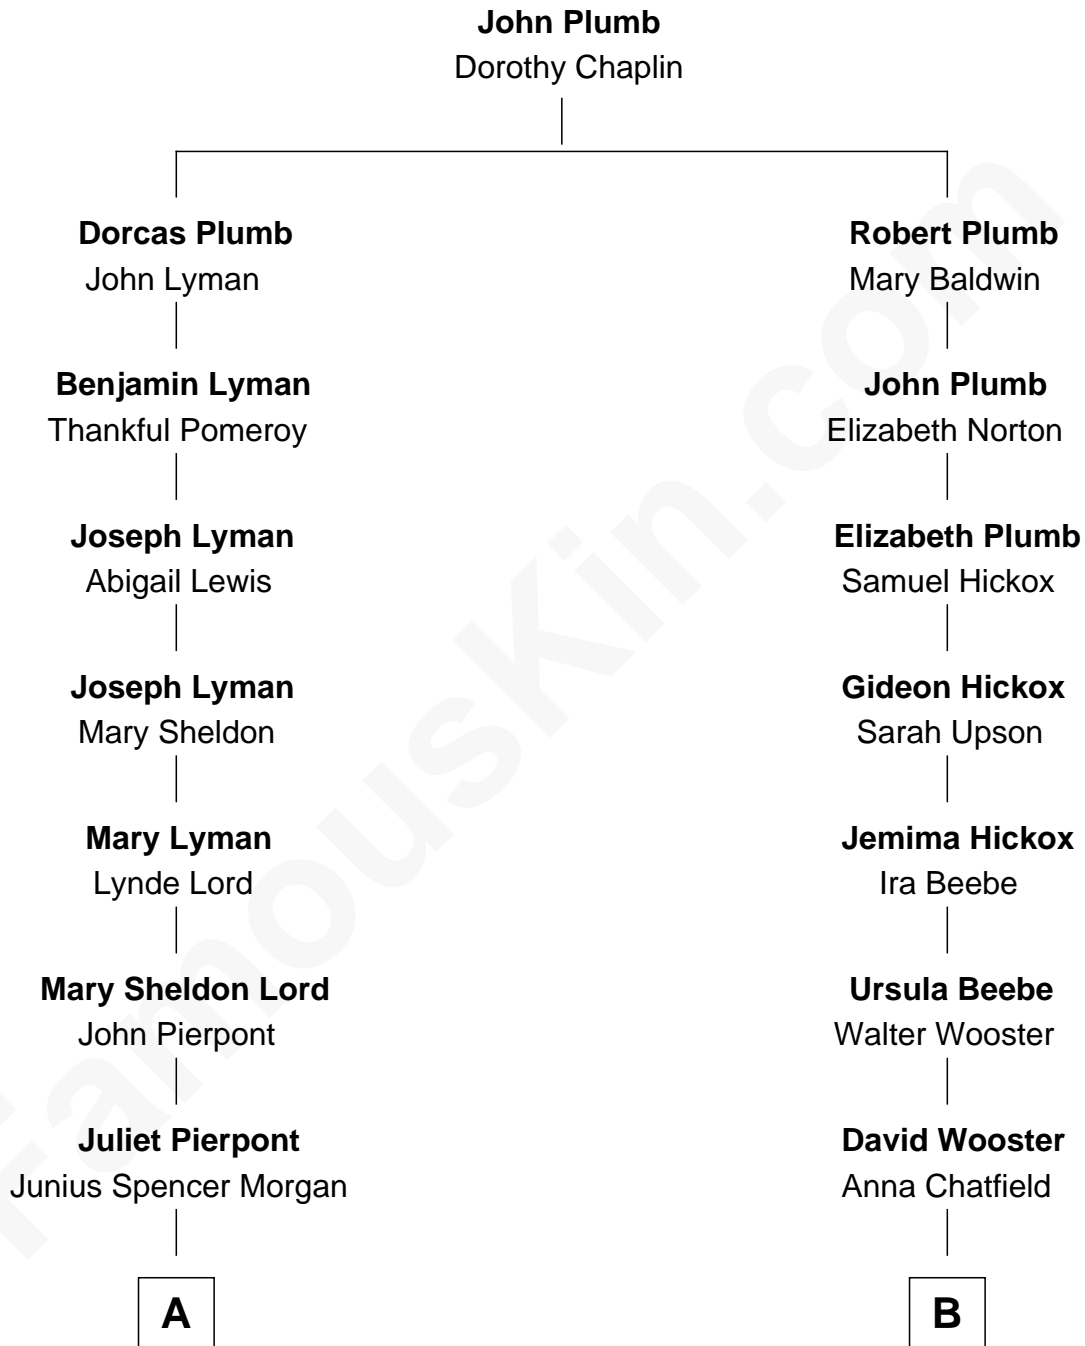 John Plumb
Dorothy Chaplin
Dorcas Plumb
John Lyman
Robert Plumb
Mary Baldwin
Benjamin Lyman
Thankful Pomeroy
John Plumb
Elizabeth Norton
Joseph Lyman
Abigail Lewis
Elizabeth Plumb
Samuel Hickox
Joseph Lyman
Mary Sheldon
Gideon Hickox
Sarah Upson
Mary Lyman
Lynde Lord
Jemima Hickox
Ira Beebe
Mary Sheldon Lord
John Pierpont
Ursula Beebe
Walter Wooster
Juliet Pierpont
Junius Spencer Morgan
David Wooster
Anna Chatfield
A
B
FamousKin.com